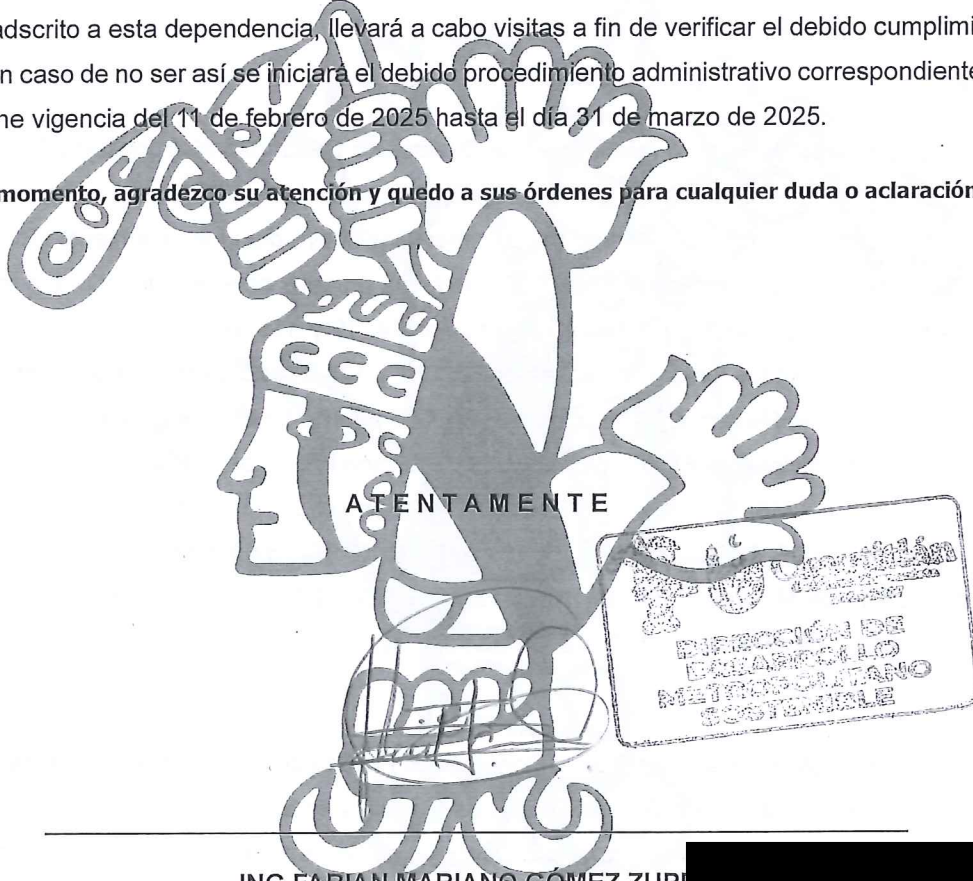 adscrito a esta dependencia, llevará a cabo visitas a fin de verificar el debido cumplimi
n caso de no ser así se iniciará el debido procedimiento administrativo correspondiente
ne vigencia del 11 de febrero de 2025 hasta el día 31 de marzo de 2025.
momento, agradezco su atención y quedo a sus órdenes para cualquier duda o aclaración
A T E N T A M E N T E
Cuautitlán
DIRECCIÓN DE
DESARROLLO
METROPOLITANO
SOSTENIBLE
ING FABIAN MARIANO GÓMEZ